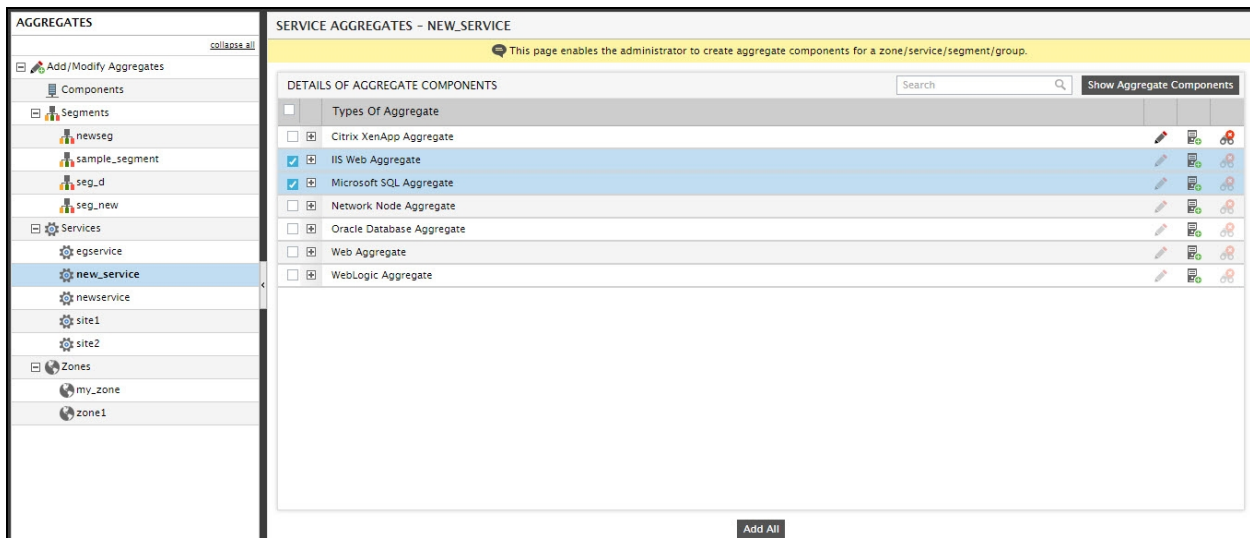 AGGREGATES
collapse all
Add/Modify Aggregates
Components
Segments
newseg
sample_segment
seg_d
seg_new
Services
egservice
new_service
newservice
site1
site2
Zones
my_zone
zone1
SERVICE AGGREGATES - NEW_SERVICE
This page enables the administrator to create aggregate components for a zone/service/segment/group.
DETAILS OF AGGREGATE COMPONENTS
Search
Show Aggregate Components
Types Of Aggregate
Citrix XenApp Aggregate
IIS Web Aggregate
Microsoft SQL Aggregate
Network Node Aggregate
Oracle Database Aggregate
Web Aggregate
WebLogic Aggregate
Add All